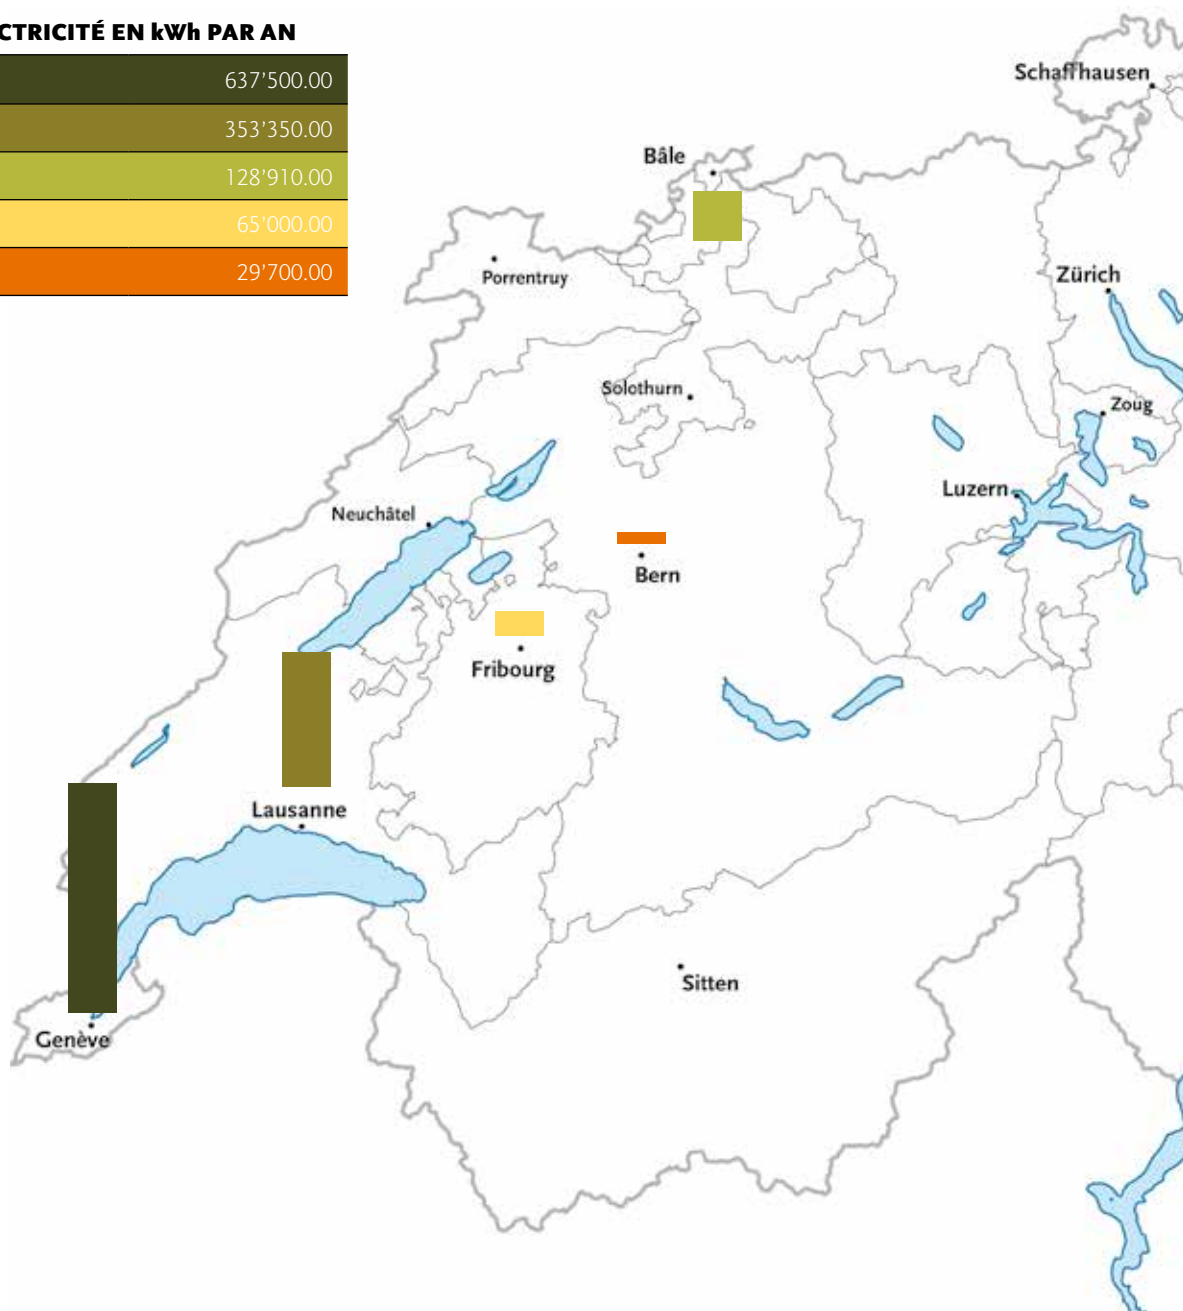 CTRICITÉ EN kWh PAR AN
637’500.00
353’350.00
128’910.00
65’000.00
29’700.00
Schaffhausen
Bâle
Porrentruy
Zürich
Solothurn
Zoug
Luzern
Neuchâtel
Bern
Fribourg
Lausanne
Sitten
Genève